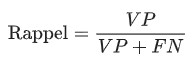 Rappel = VP / (VP + FN)